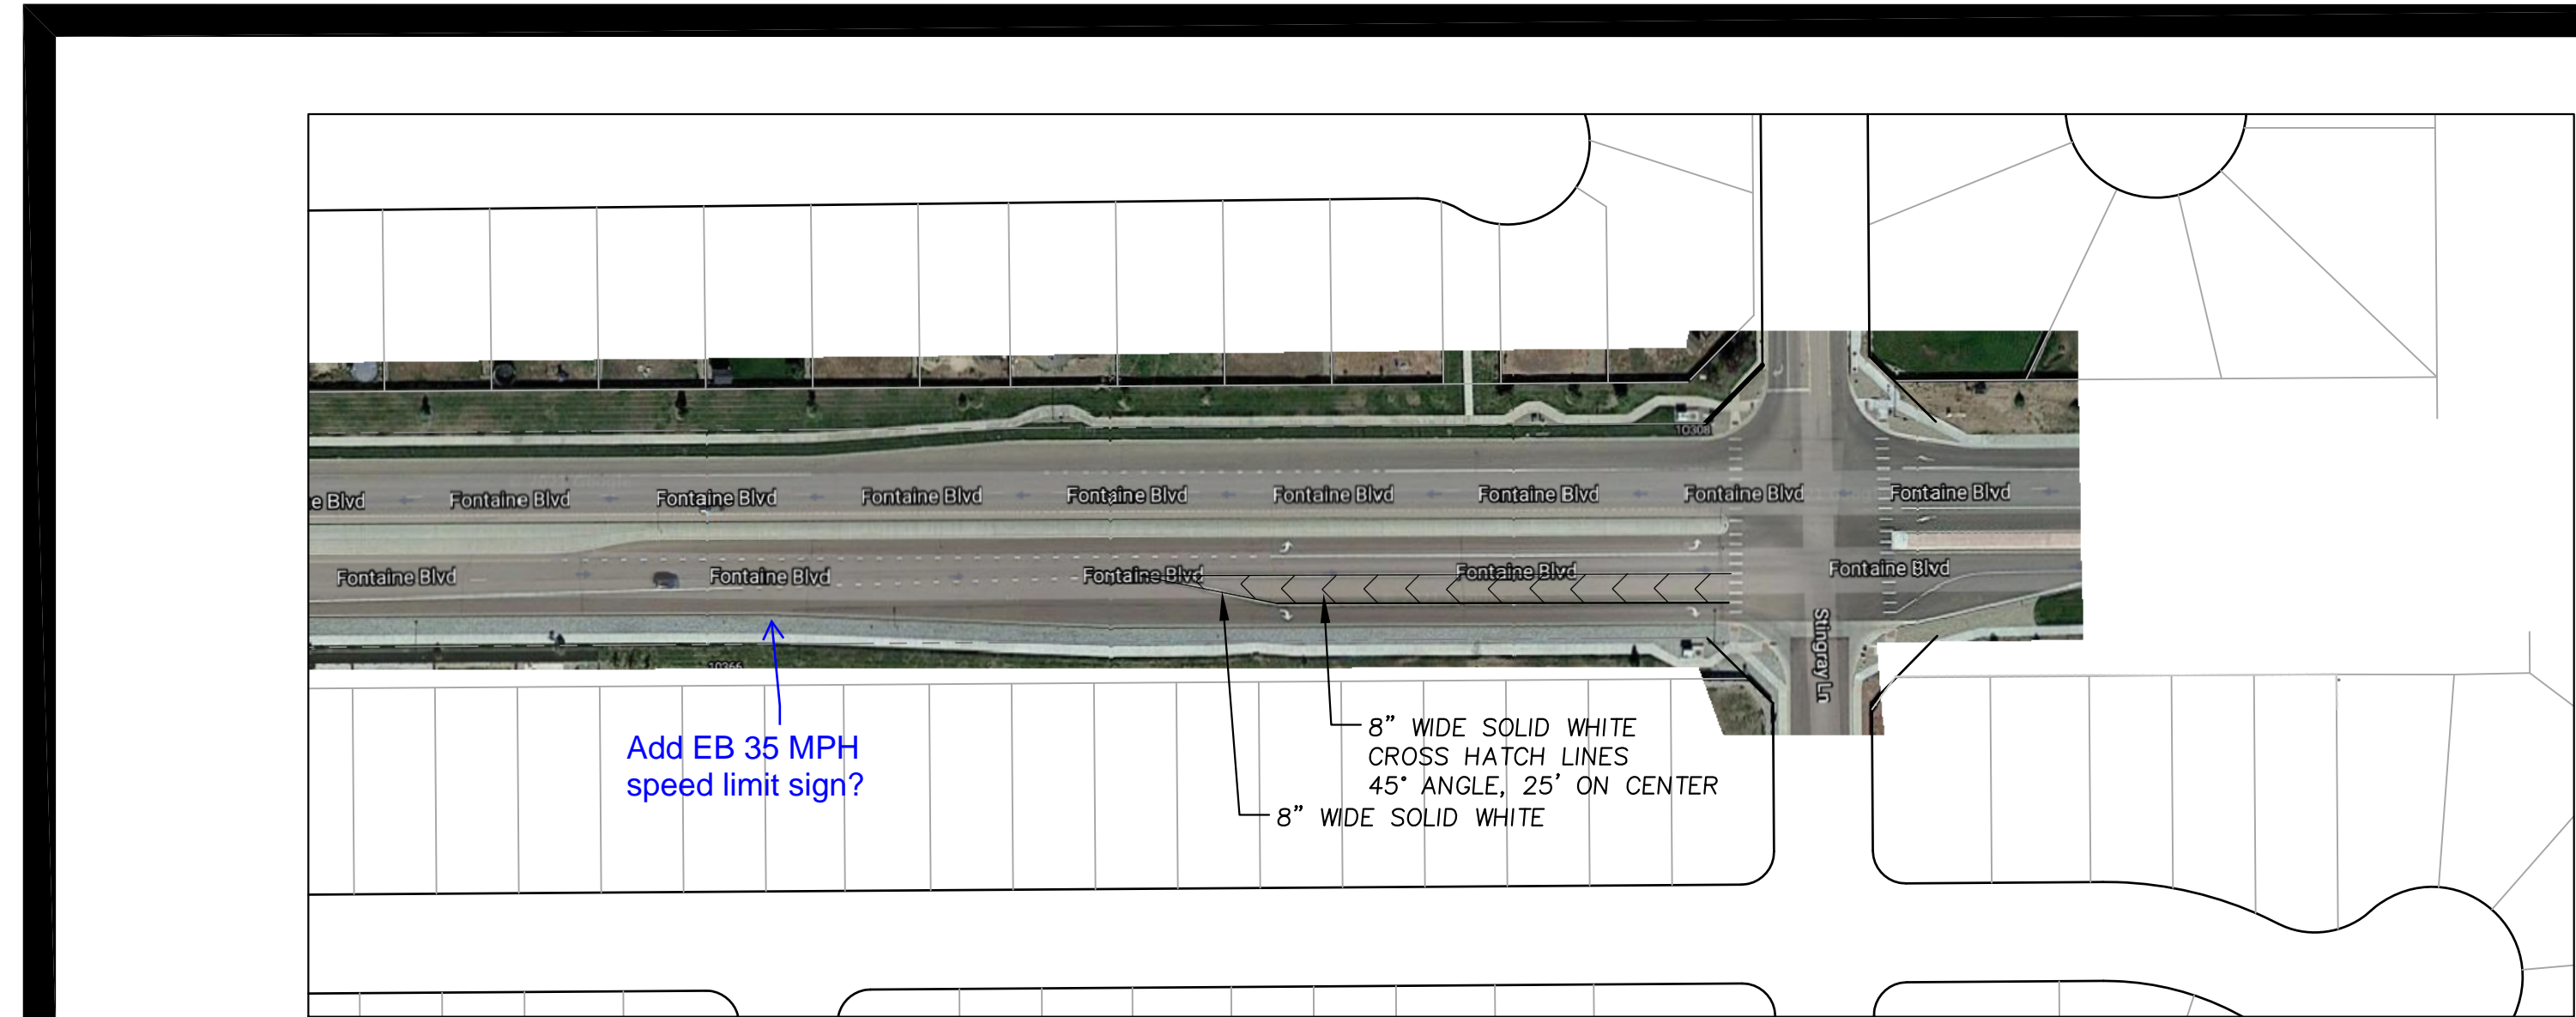 10308
e Blvd
Fontaine Blvd
Fontaine Blvd
Fontaine Blvd
Fontaine Blvd
Fontaine Blvd
Fontaine Blvd
Fontaine Blvd
Fontaine Blvd
Fontaine Blvd
Fontaine Blvd
Fontaine Blvd
Fontaine Blvd
Fontaine Blvd
Stingray Ln
10366
Add EB 35 MPH
speed limit sign?
8” WIDE SOLID WHITE
CROSS HATCH LINES
45° ANGLE, 25’ ON CENTER
8” WIDE SOLID WHITE